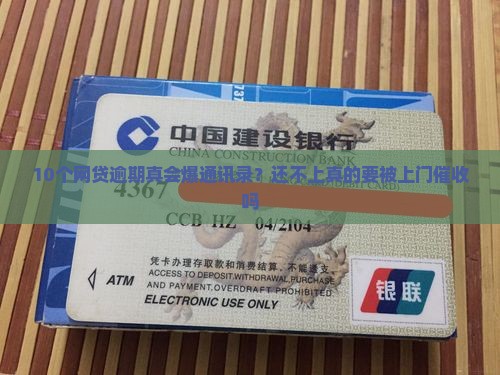 中国建设银行
CHINA CONSTRUCTION BANK
10个网贷逾期真会爆通讯录？还不上真的要被上门催收
吗
4367
CCB HZ 04/2104
凭卡办理存取款和消费结算，不能透支
ATM
ACCESS TO DEPOSIT.WITHDRAWAL,PURCHASE
AND PAYMENT.OVERDRAFT PROHIBITED.
ELECTRONIC USE ONLY
银联